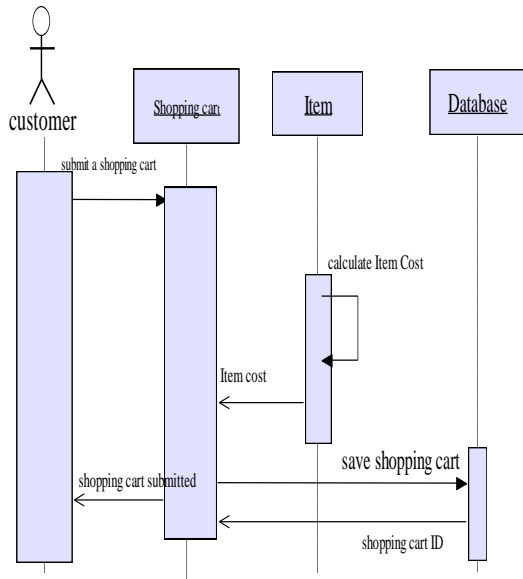 customer
Shopping cart
Item
Database
submit a shopping cart
calculate Item Cost
Item cost
save shopping cart
shopping cart submitted
shopping cart ID